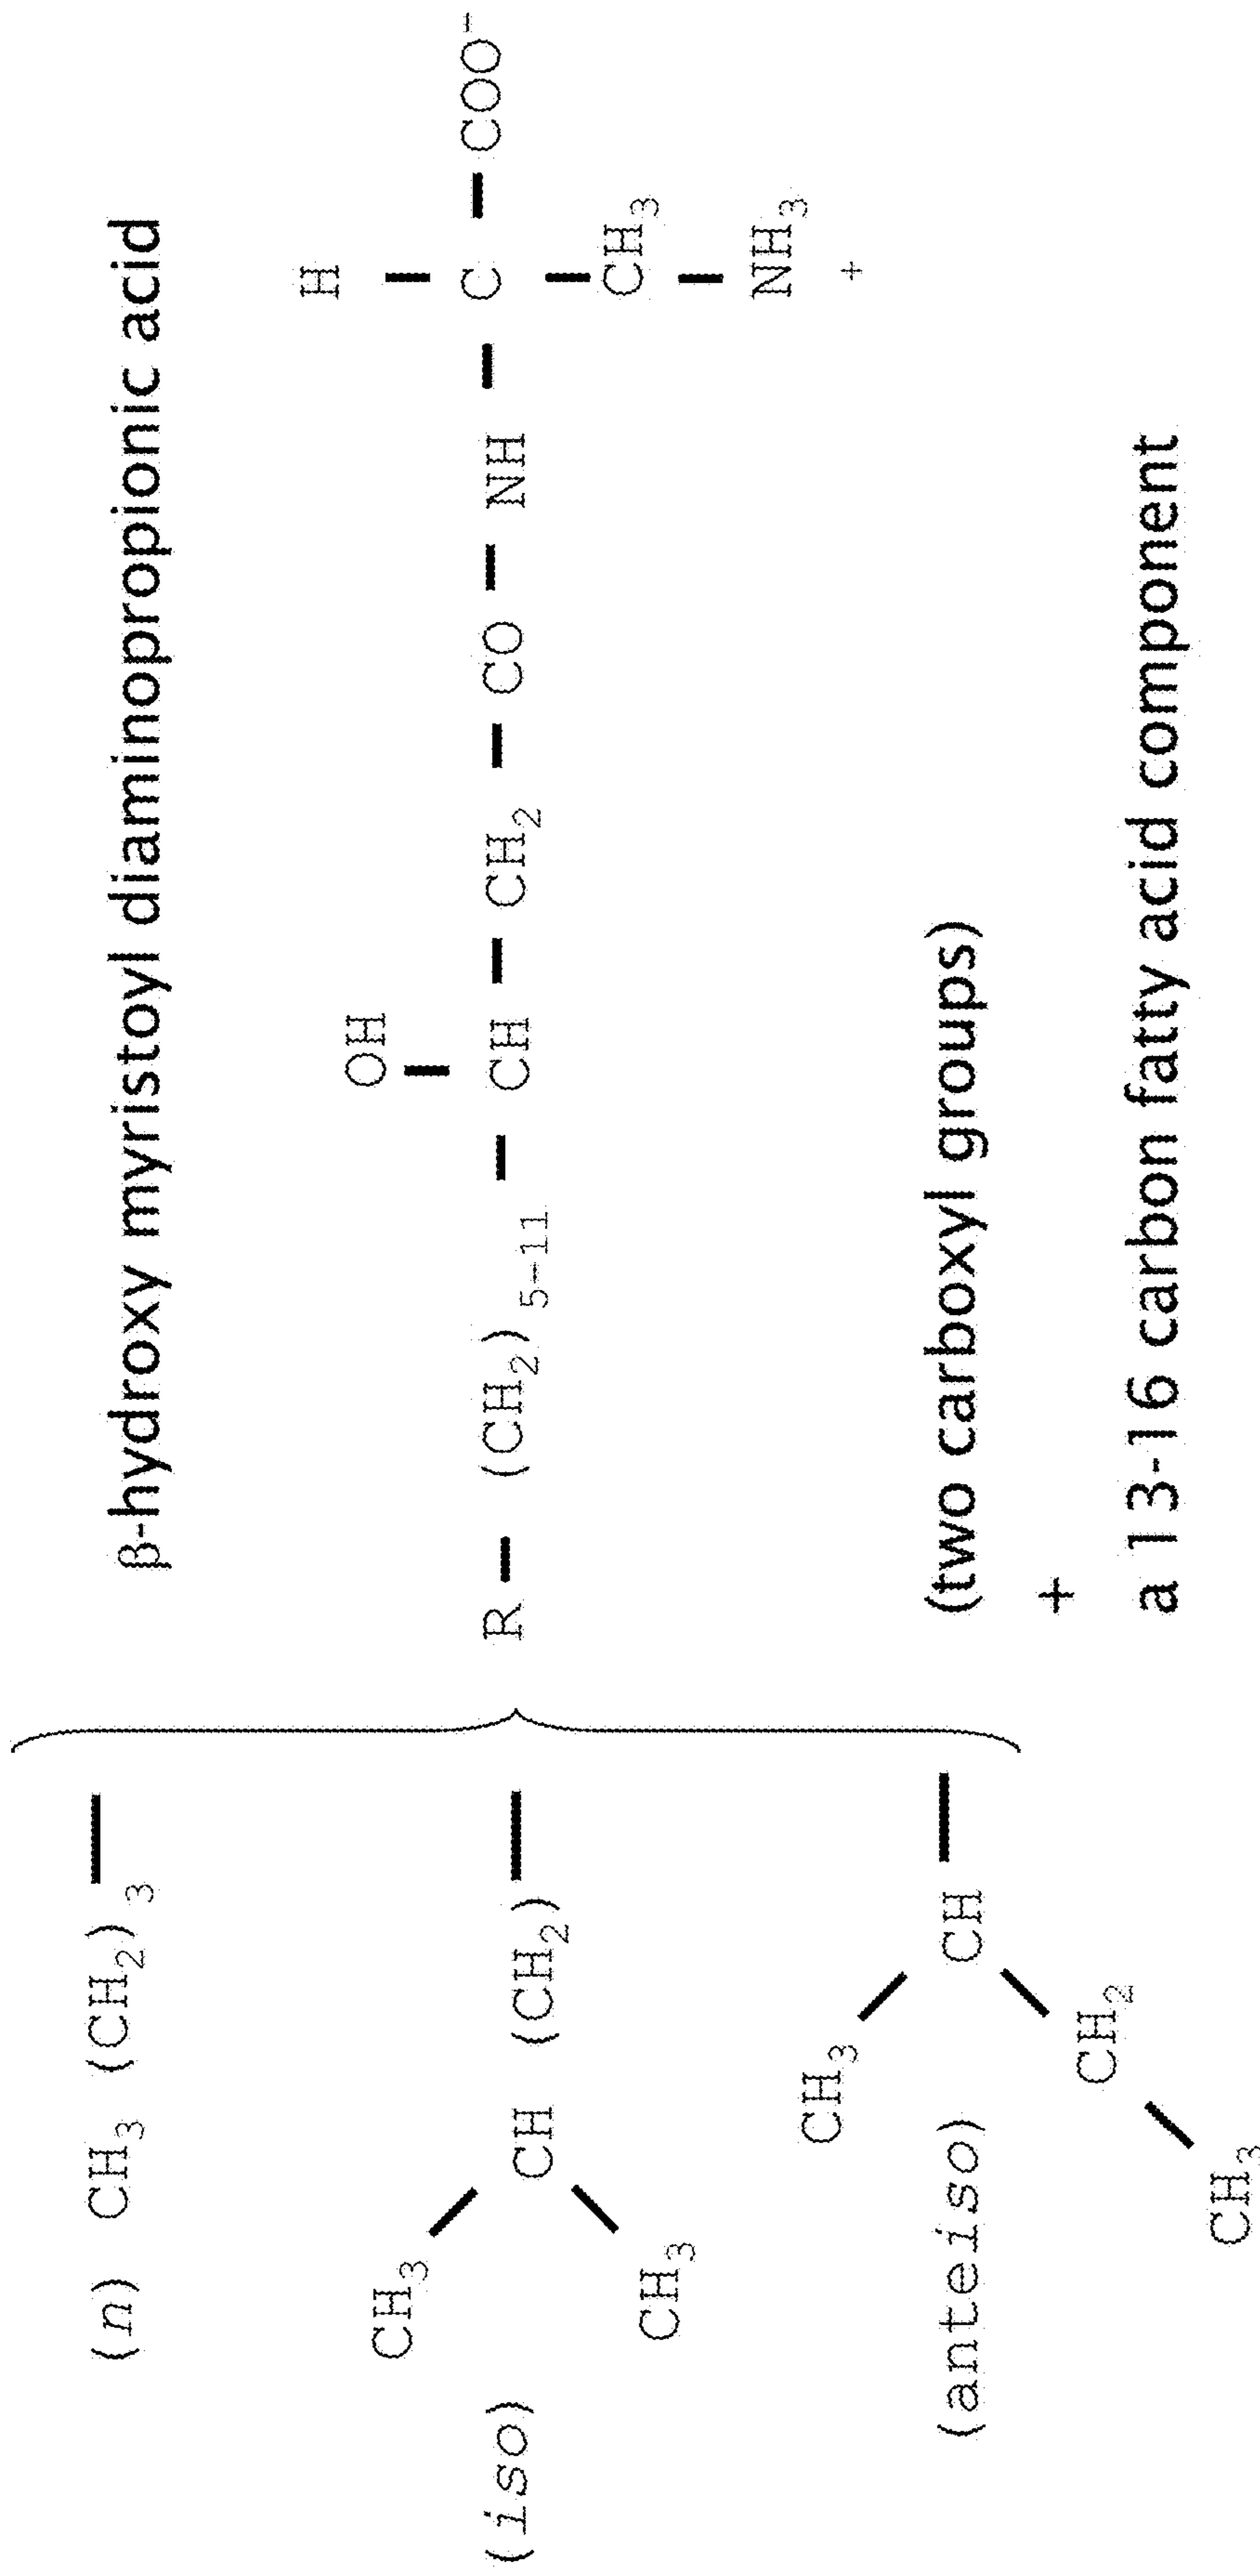 β-hydroxy myristoyl diaminopropionic acid
(n) CH₃ (CH₂)₃
H
OH
CH₃
(iso) CH (CH₂)
CH₃
R – (CH₂)₅₋₁₁ – CH – CH₂ – CO – NH – C – COO⁻
CH₃
NH₃
+
CH₃
(anteiso) CH
CH₂
CH₃
(two carboxyl groups)
+
a 13-16 carbon fatty acid component